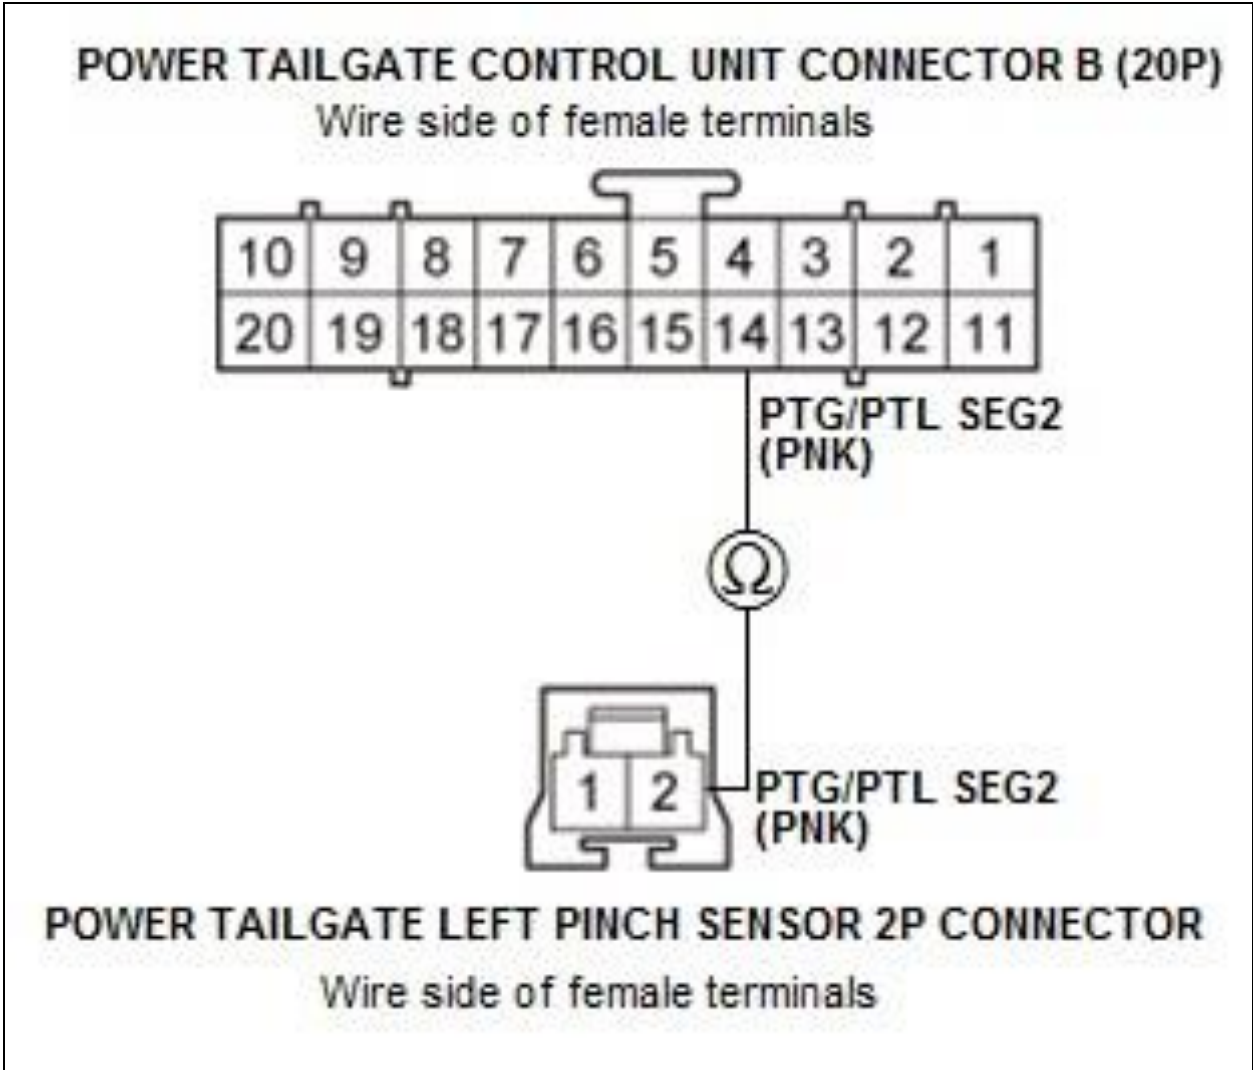 POWER TAILGATE CONTROL UNIT CONNECTOR B (20P)
Wire side of female terminals
10 9 8 7 6 5 4 3 2 1
20 19 18 17 16 15 14 13 12 11
PTG/PTL SEG2
(PNK)
Ω
1 2
PTG/PTL SEG2
(PNK)
POWER TAILGATE LEFT PINCH SENSOR 2P CONNECTOR
Wire side of female terminals